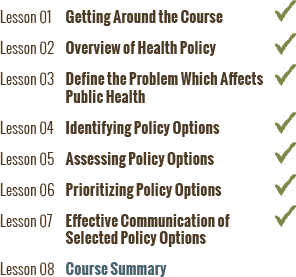 Lesson 01 Getting Around the Course
Lesson 02 Overview of Health Policy
Lesson 03 Define the Problem Which Affects
Public Health
Lesson 04 Identifying Policy Options
Lesson 05 Assessing Policy Options
Lesson 06 Prioritizing Policy Options
Lesson 07 Effective Communication of
Selected Policy Options
Lesson 08 Course Summary